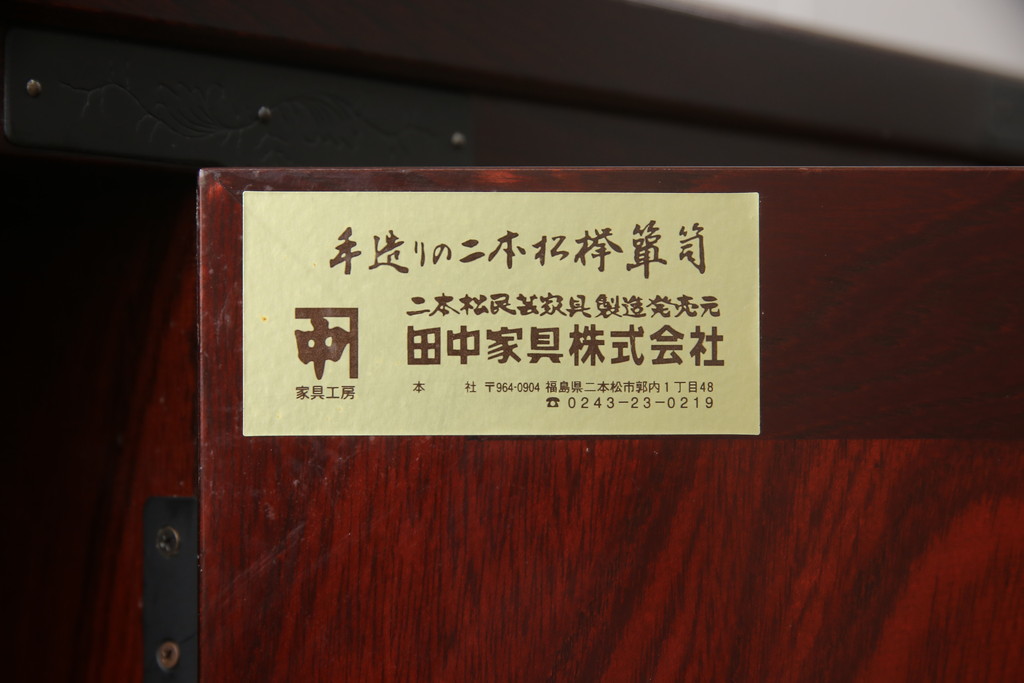 手造りの二本松欅簞笥
二本松民芸家具製造発売元
田中家具株式会社
家具工房
本 社 〒964-0904 福島県二本松市郭内1丁目48
☎0243-23-0219